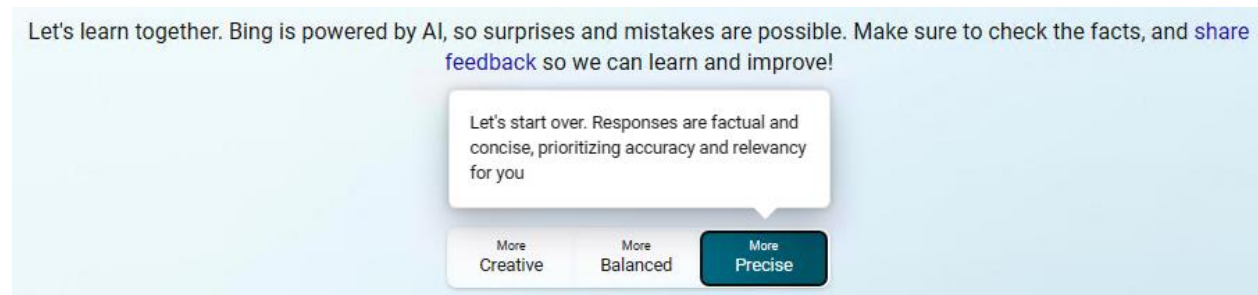 Let's learn together. Bing is powered by AI, so surprises and mistakes are possible. Make sure to check the facts, and share
feedback so we can learn and improve!
Let's start over. Responses are factual and
concise, prioritizing accuracy and relevancy
for you
More
Creative
More
Balanced
More
Precise